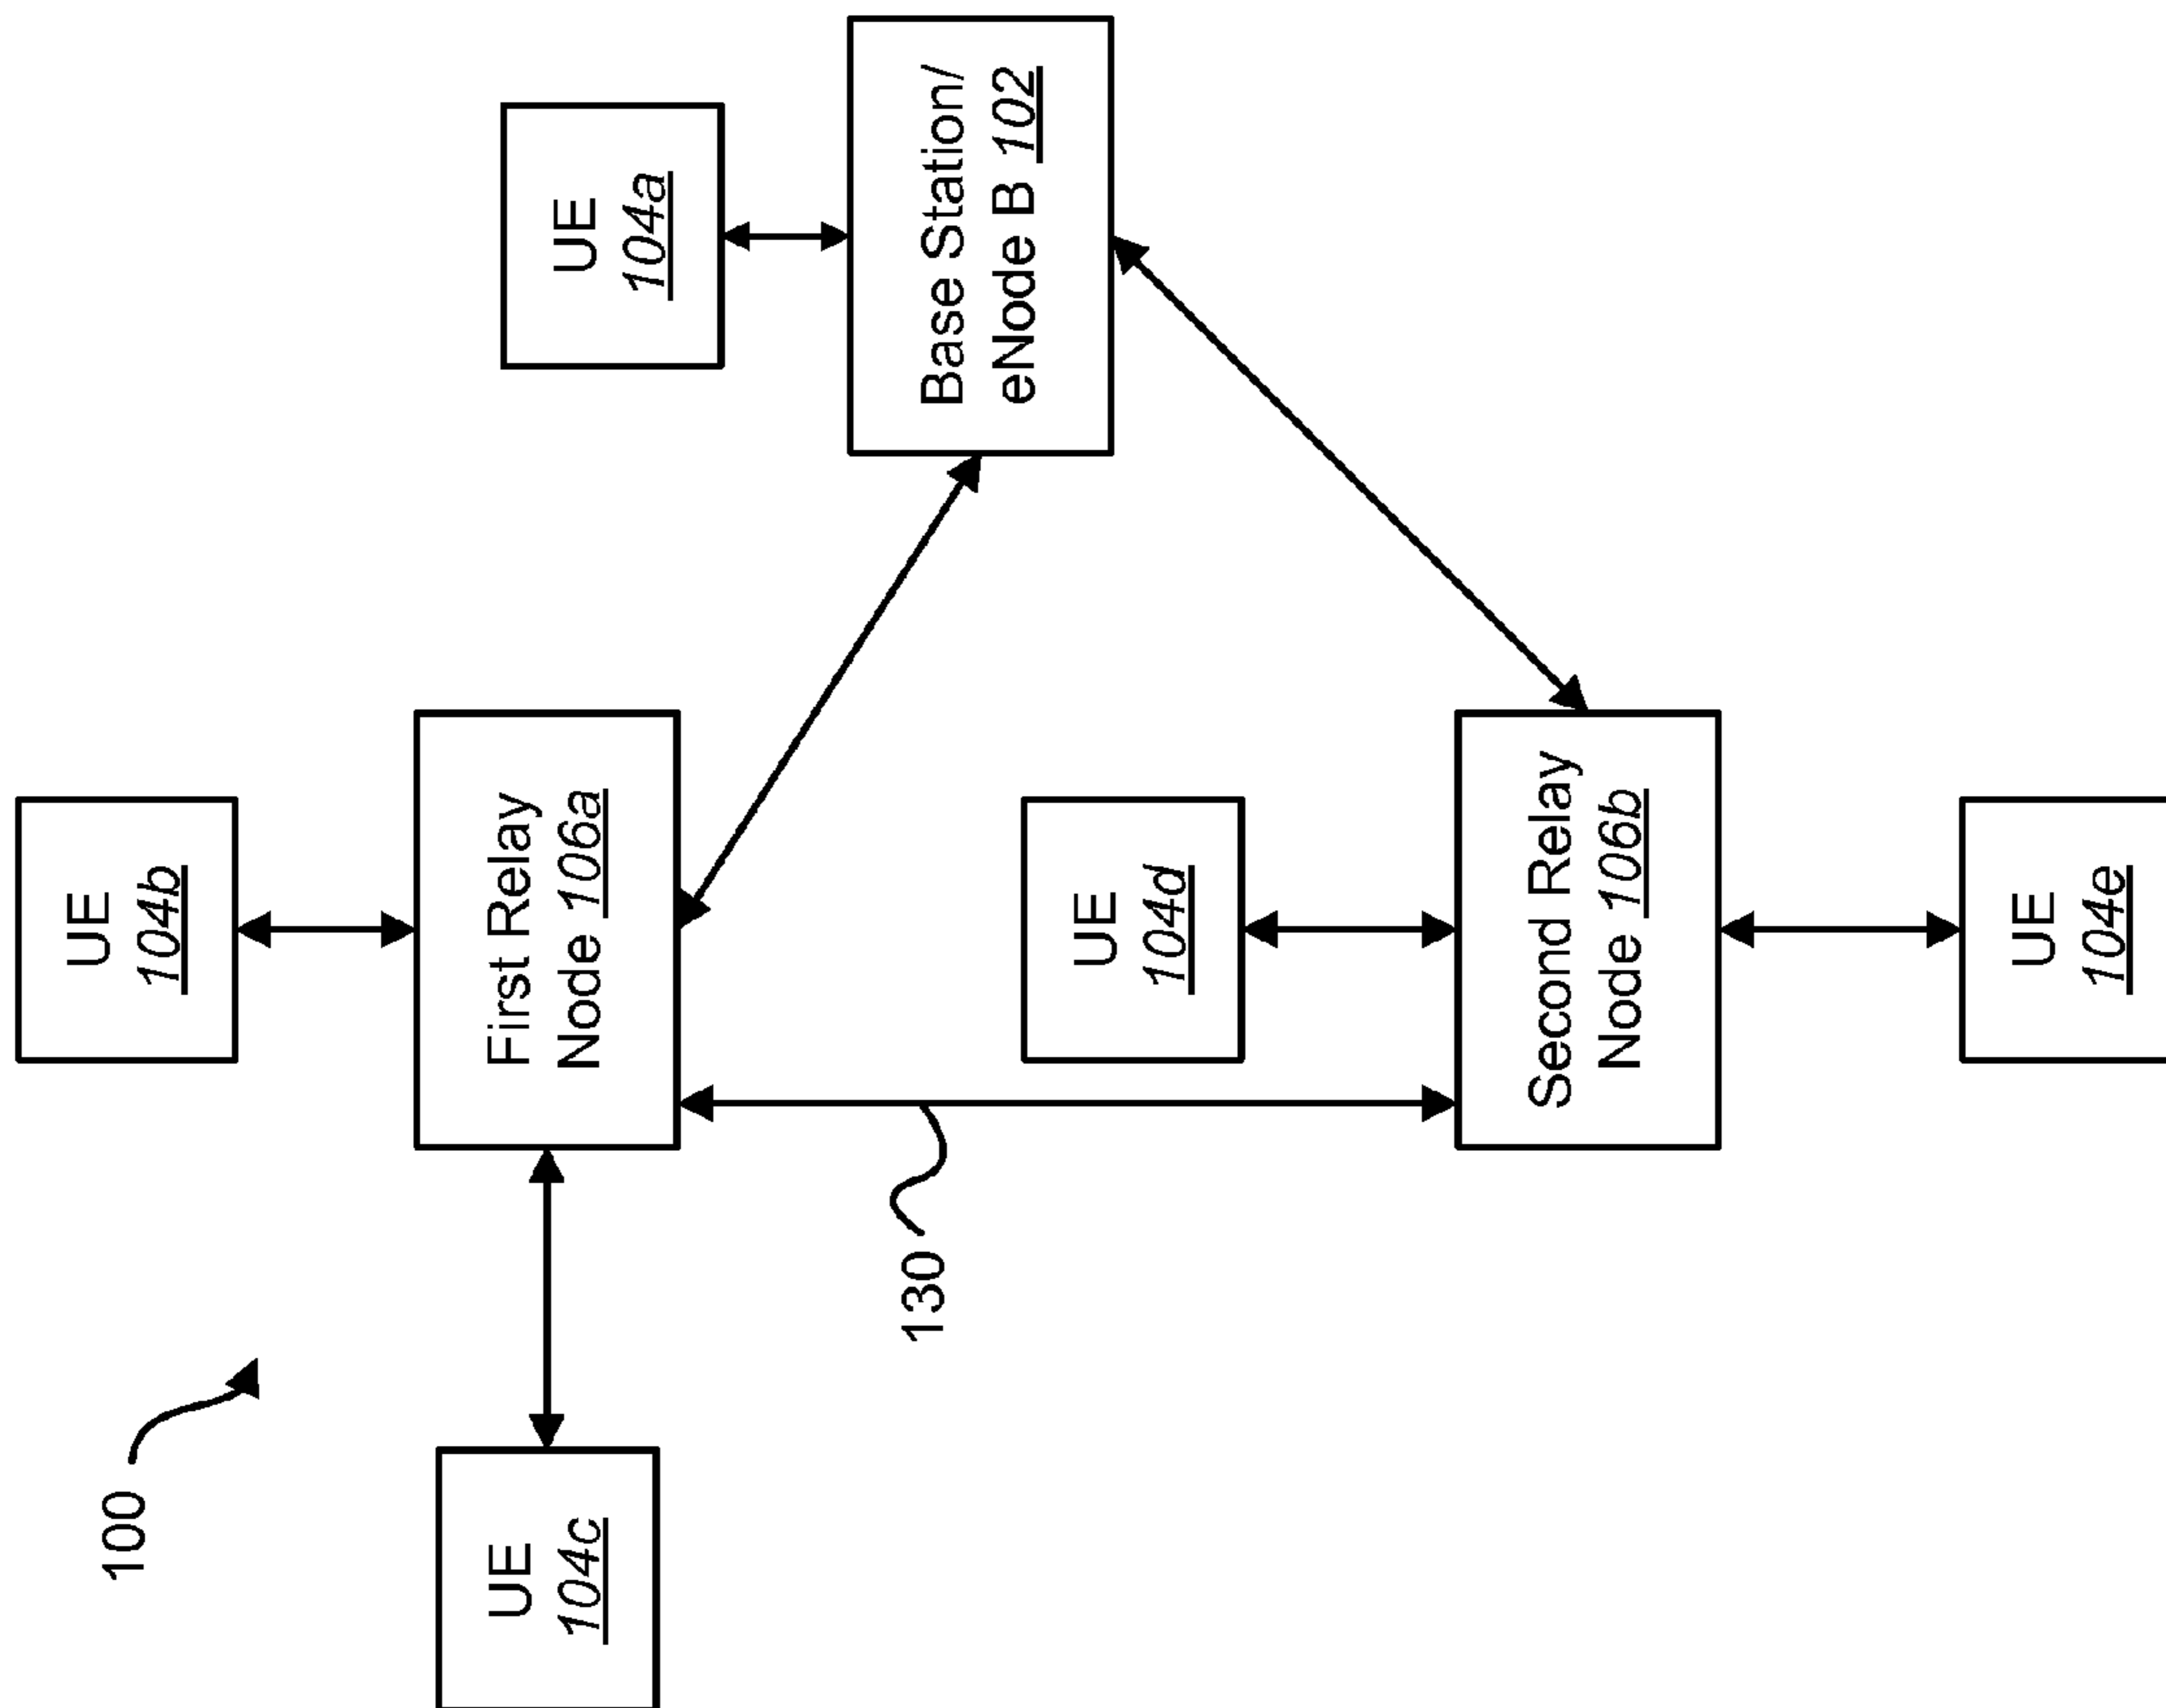 100
UE
104a
Base Station/
eNode B 102
UE
104b
First Relay
Node 106a
UE
104c
130
UE
104d
Second Relay
Node 106b
UE
104e